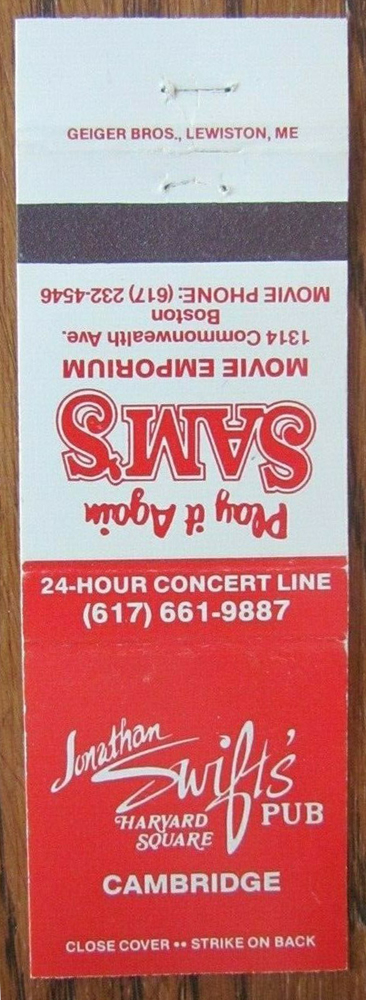 GEIGER BROS., LEWISTON, ME
Play it Again
SAM'S
MOVIE EMPORIUM
1314 Commonwealth Ave.
Boston
MOVIE PHONE: (617) 232-4546
24-HOUR CONCERT LINE
(617) 661-9887
Jonathan
Swift's
HARVARD
SQUARE
PUB
CAMBRIDGE
CLOSE COVER •• STRIKE ON BACK